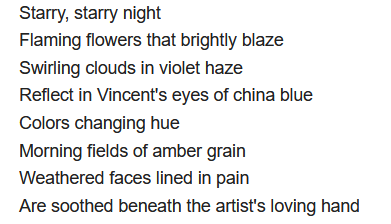 Starry, starry night
Flaming flowers that brightly blaze
Swirling clouds in violet haze
Reflect in Vincent's eyes of china blue
Colors changing hue
Morning fields of amber grain
Weathered faces lined in pain
Are soothed beneath the artist's loving hand